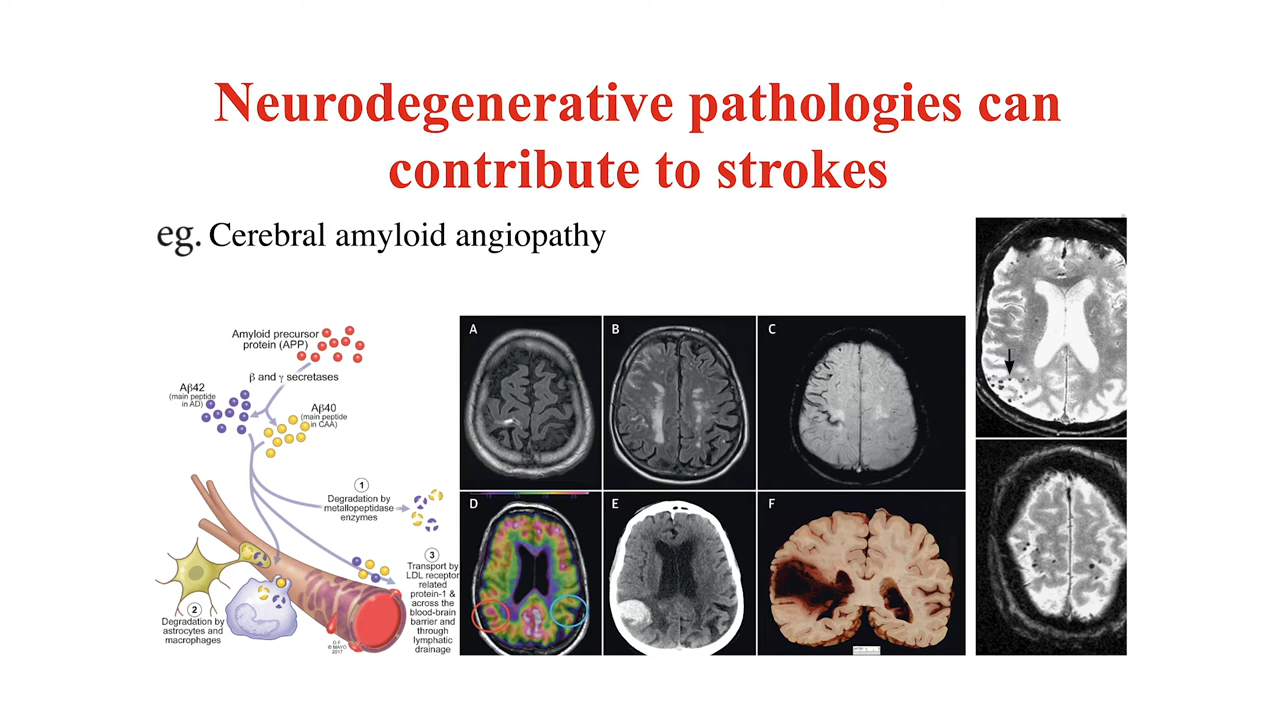 Neurodegenerative pathologies can
contribute to strokes
eg. Cerebral amyloid angiopathy
Amyloid precursor
protein (APP)
β and γ secretases
Aβ42
(main peptide
in AD)
Aβ40
(main peptide
in CAA)
1
Degradation by
metallopeptidase
enzymes
2
Degradation by
astrocytes and
macrophages
3
Transport by
LDL receptor
related
protein-1 &
across the
blood-brain
barrier and
through
lymphatic
drainage
© MAYO
2017
A
B
C
D
E
F